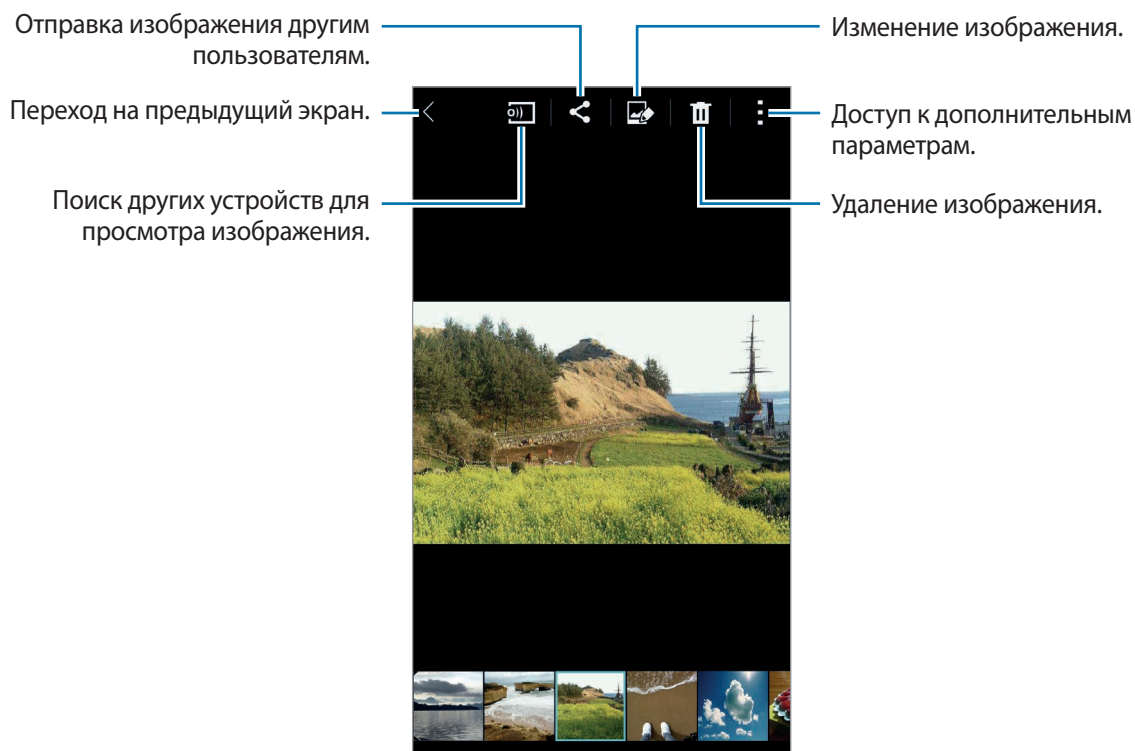 Отправка изображения другим
пользователям.
Переход на предыдущий экран.
Поиск других устройств для
просмотра изображения.
Изменение изображения.
Доступ к дополнительным
параметрам.
Удаление изображения.